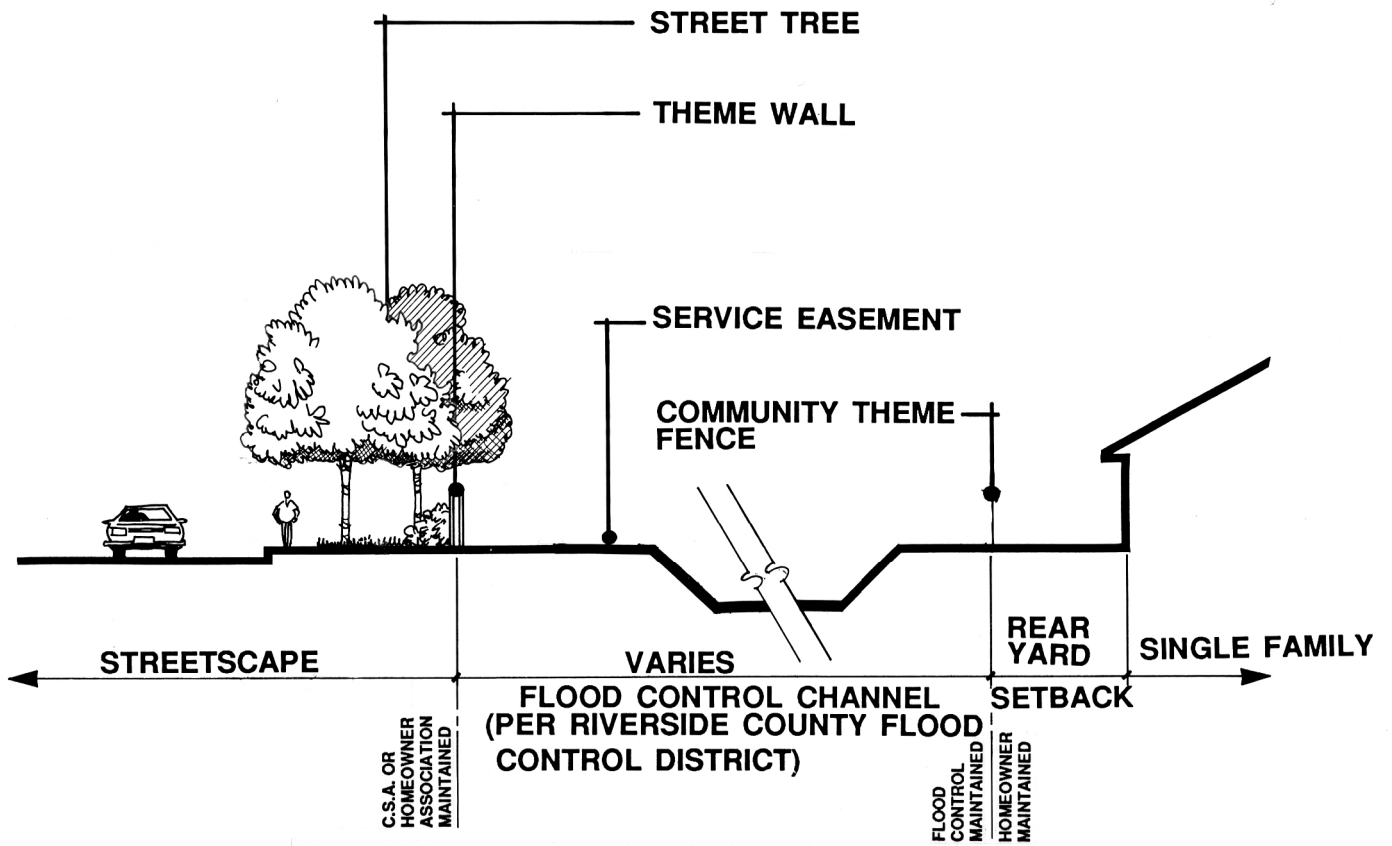 STREET TREE
THEME WALL
SERVICE EASEMENT
COMMUNITY THEME
FENCE
STREETSCAPE
VARIES
FLOOD CONTROL CHANNEL
(PER RIVERSIDE COUNTY FLOOD
CONTROL DISTRICT)
REAR
YARD
SETBACK
SINGLE FAMILY
C.S.A. OR
HOMEOWNER
ASSOCIATION
MAINTAINED
FLOOD
CONTROL
MAINTAINED
HOMEOWNER
MAINTAINED